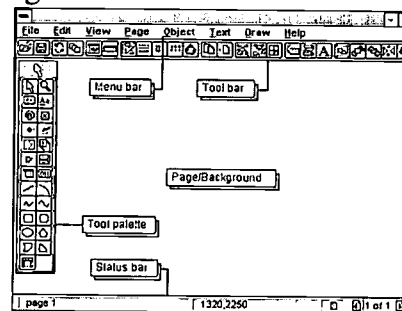 File Edit View Page Object Text Draw Help
Menu bar
Tool bar
Page/Background
Tool palette
Status bar
page 1
1320,2250
1 of 1